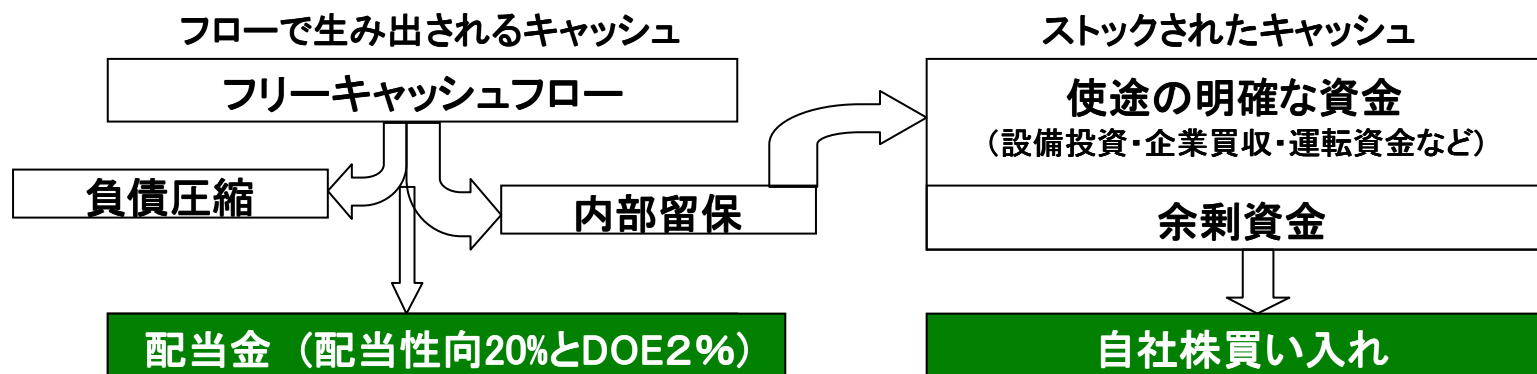 フローで生み出されるキャッシュ
フリーキャッシュフロー
負債圧縮
内部留保
配当金 （配当性向20%とDOE２％）
ストックされたキャッシュ
使途の明確な資金
（設備投資・企業買収・運転資金など）
余剰資金
自社株買い入れ